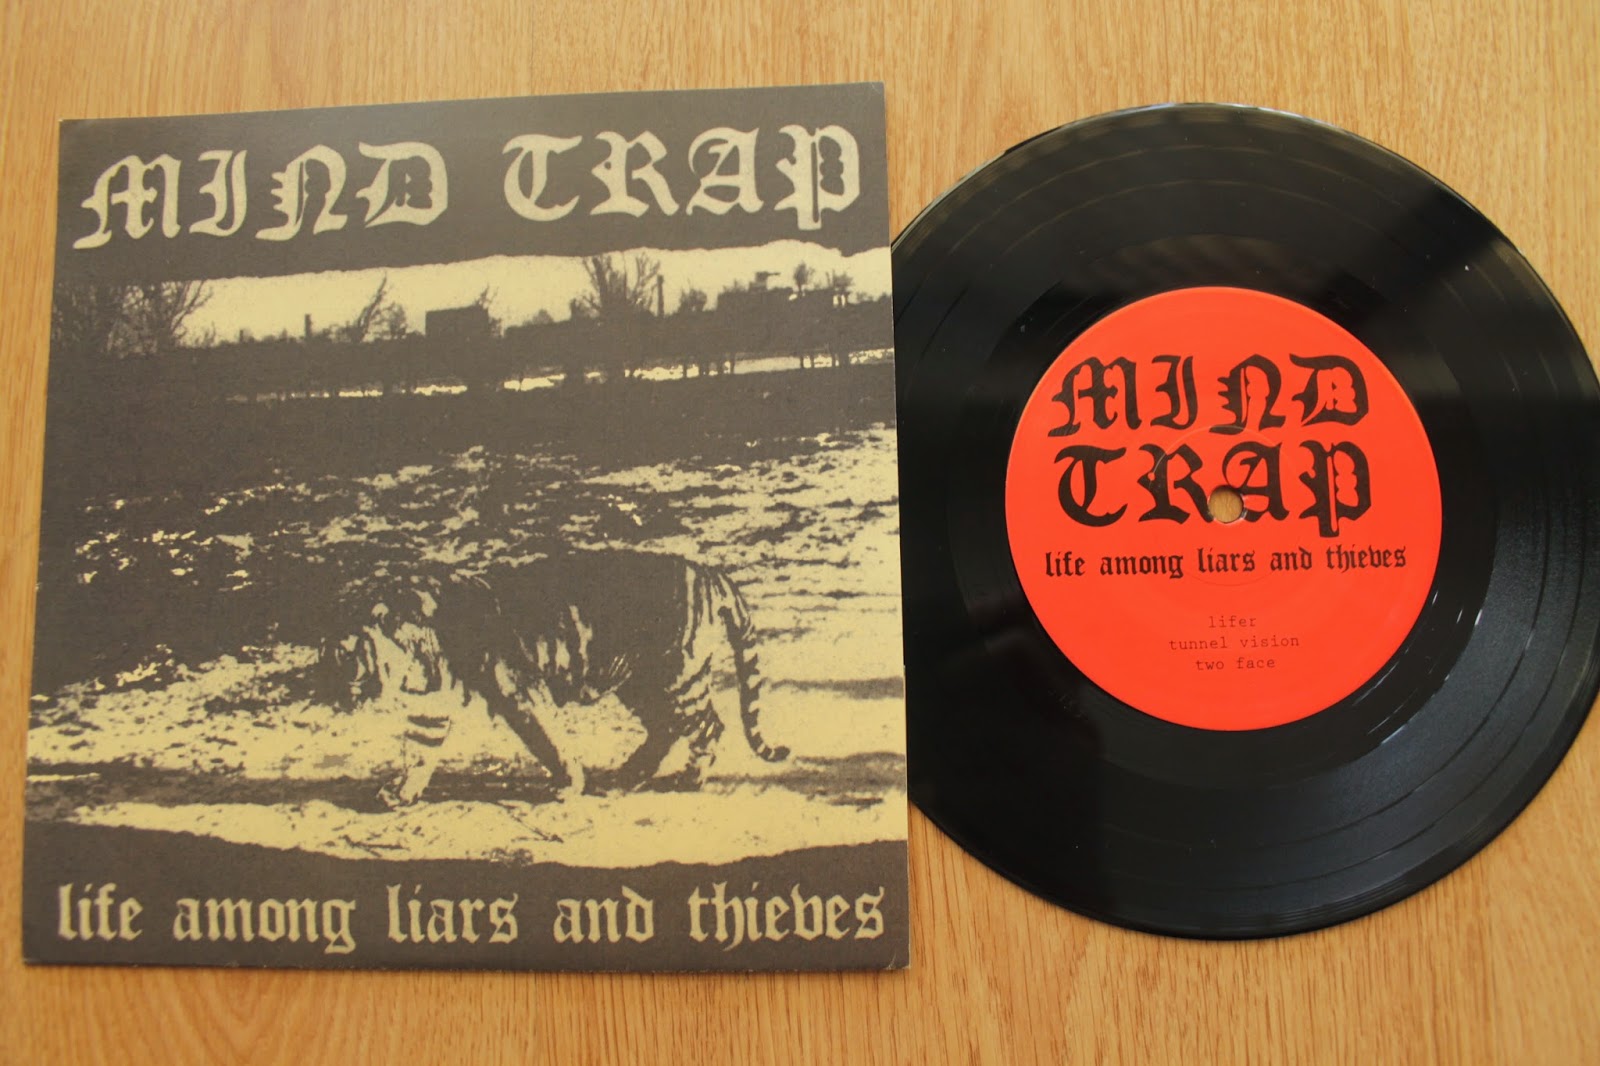 MIND TRAP
life among liars and thieves
MIND
TRAP
life among liars and thieves
lifer
tunnel vision
two face